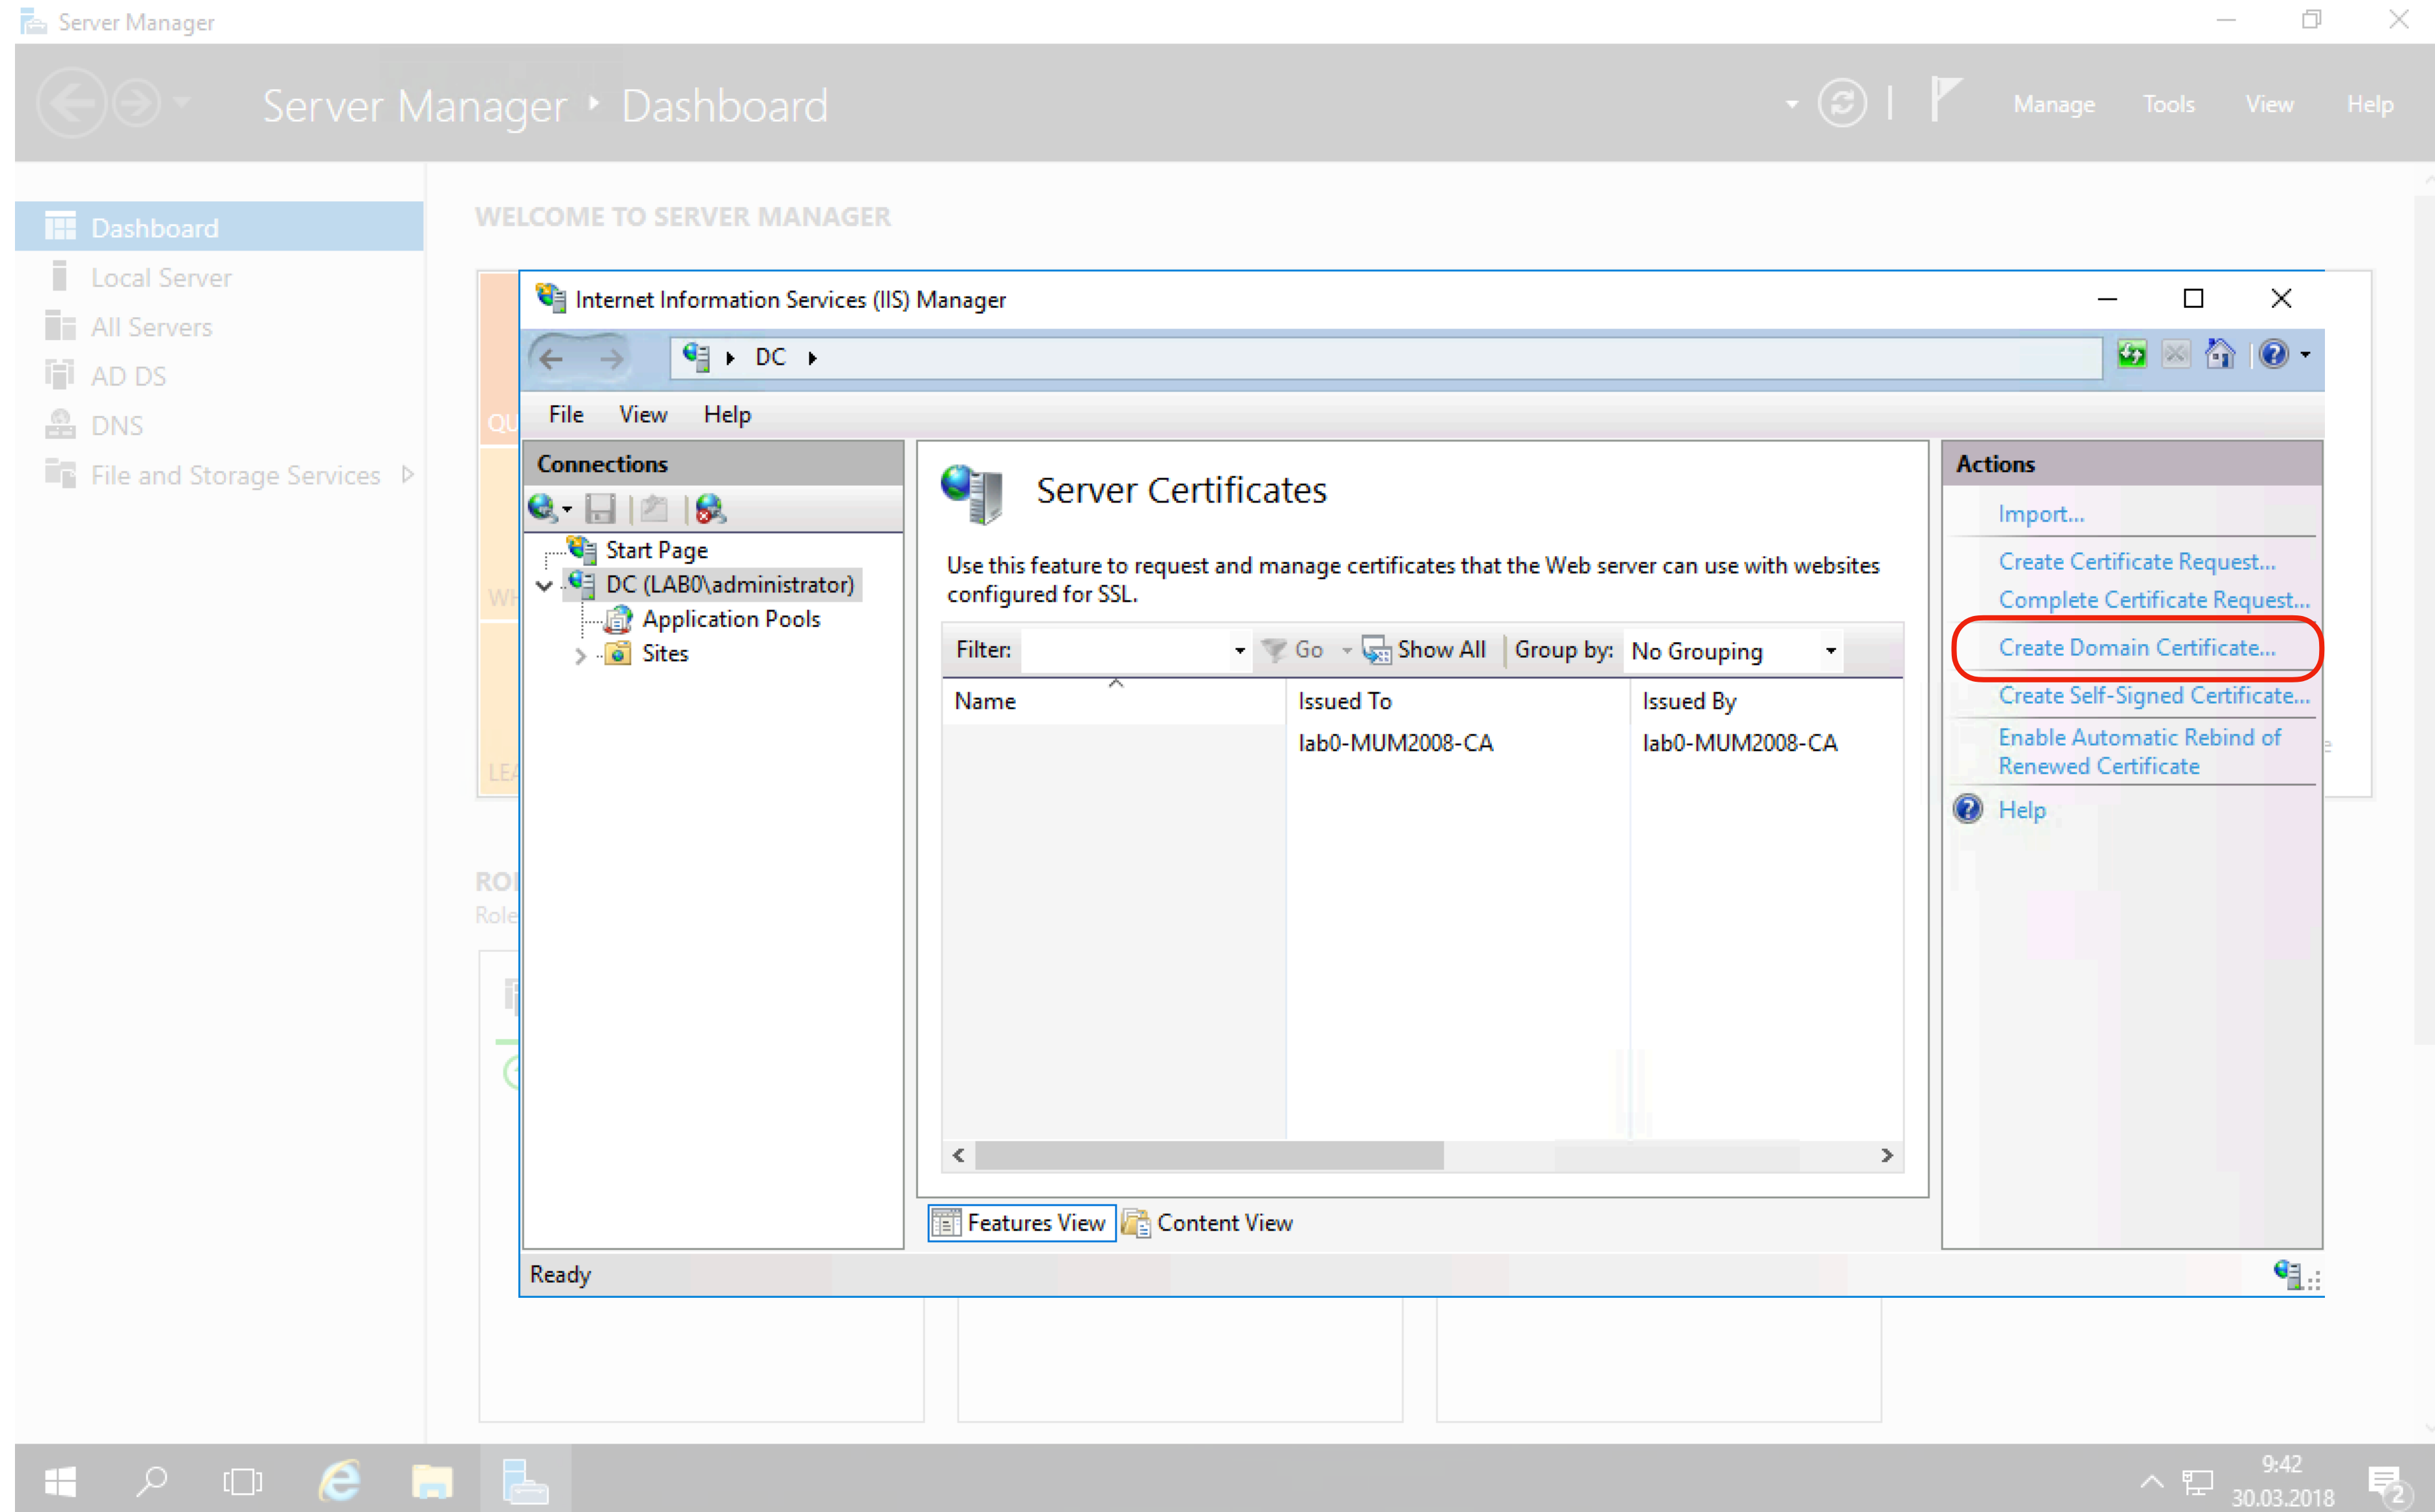 Server Manager
Server Manager ‣ Dashboard
Manage Tools View Help
Dashboard
Local Server
All Servers
AD DS
DNS
File and Storage Services
WELCOME TO SERVER MANAGER
Internet Information Services (IIS) Manager
DC
File View Help
Connections
Start Page
DC (LAB0\administrator)
Application Pools
Sites
Server Certificates
Use this feature to request and manage certificates that the Web server can use with websites
configured for SSL.
Filter: Go Show All Group by: No Grouping
Name Issued To Issued By
lab0-MUM2008-CA lab0-MUM2008-CA
Features View Content View
Actions
Import...
Create Certificate Request...
Complete Certificate Request...
Create Domain Certificate...
Create Self-Signed Certificate...
Enable Automatic Rebind of
Renewed Certificate
Help
Ready
Role
9:42
30.03.2018
2